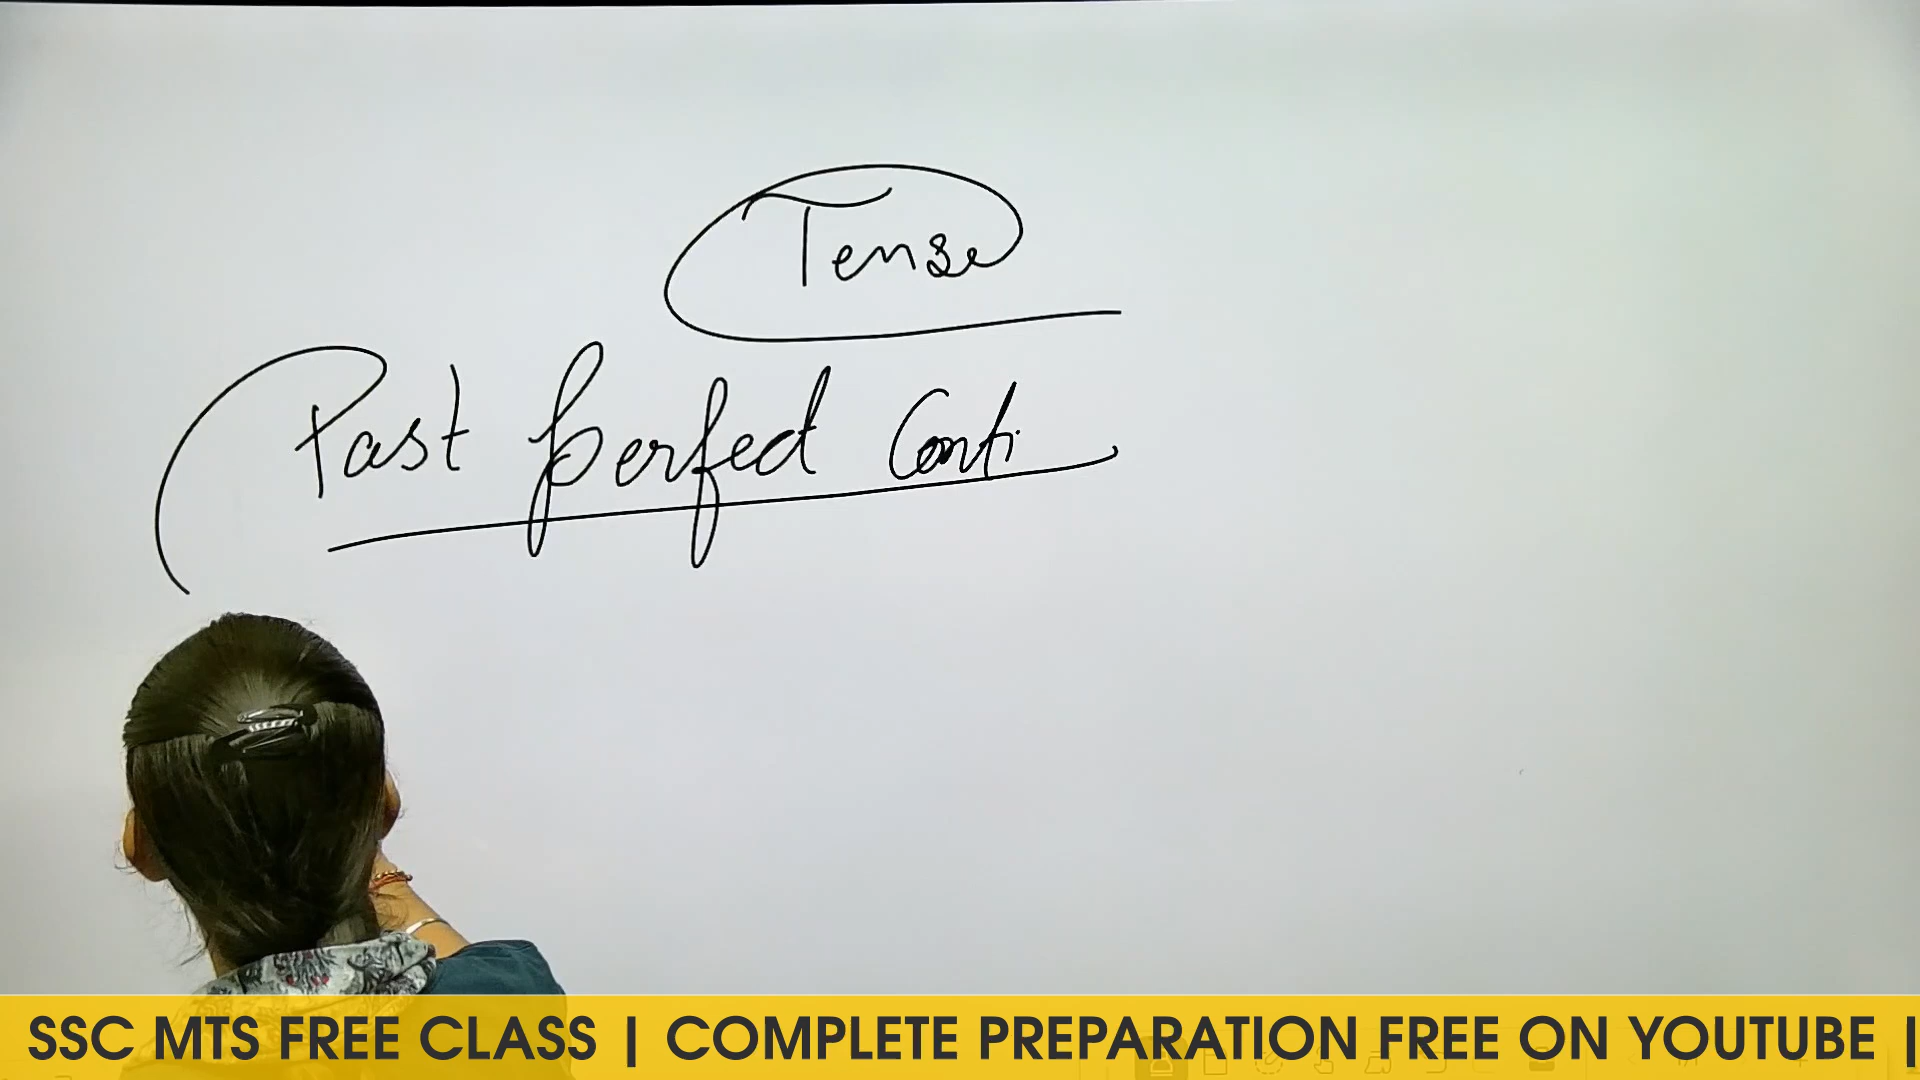 Tense
Past perfect Conti
SSC MTS FREE CLASS | COMPLETE PREPARATION FREE ON YOUTUBE |